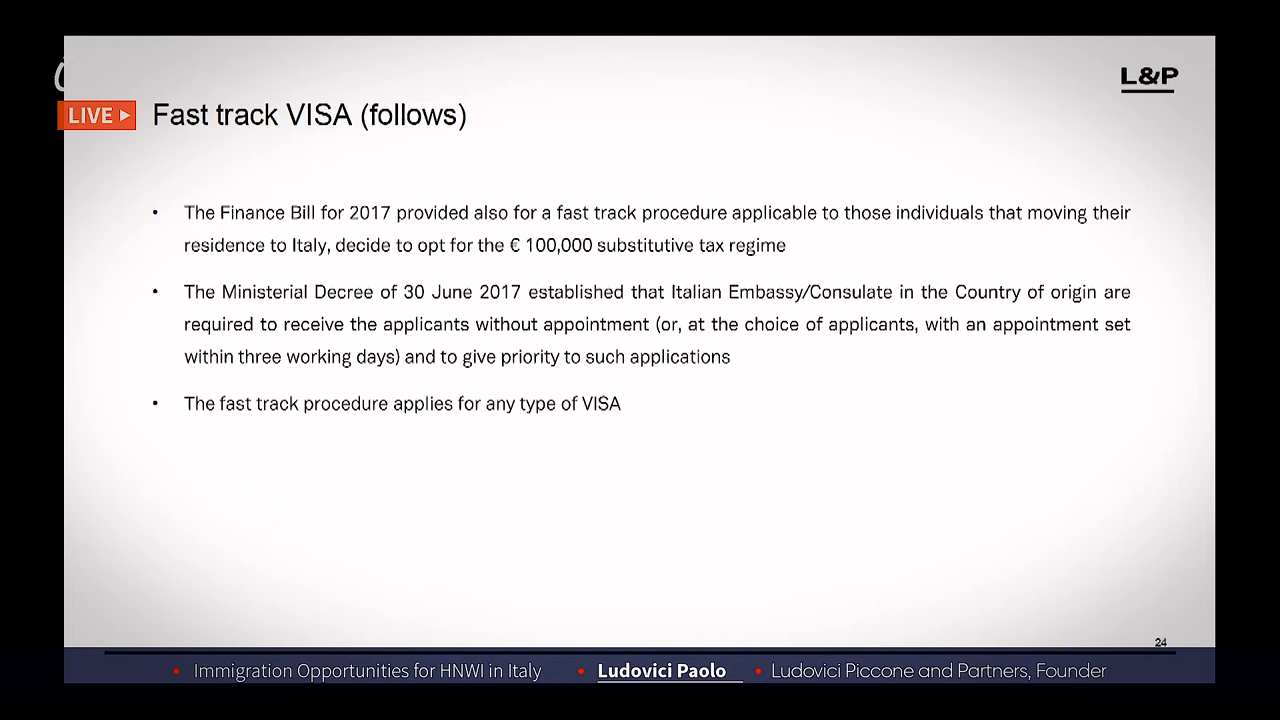 L&P
LIVE
Fast track VISA (follows)
• The Finance Bill for 2017 provided also for a fast track procedure applicable to those individuals that moving their
residence to Italy, decide to opt for the € 100,000 substitutive tax regime
• The Ministerial Decree of 30 June 2017 established that Italian Embassy/Consulate in the Country of origin are
required to receive the applicants without appointment (or, at the choice of applicants, with an appointment set
within three working days) and to give priority to such applications
• The fast track procedure applies for any type of VISA
24
• Immigration Opportunities for HNWI in Italy • Ludovici Paolo • Ludovici Piccone and Partners, Founder